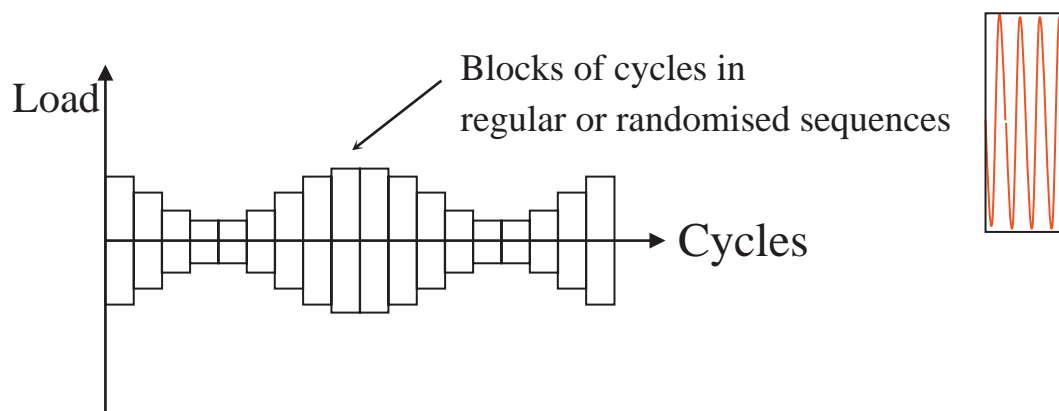 Load
Blocks of cycles in
regular or randomised sequences
Cycles